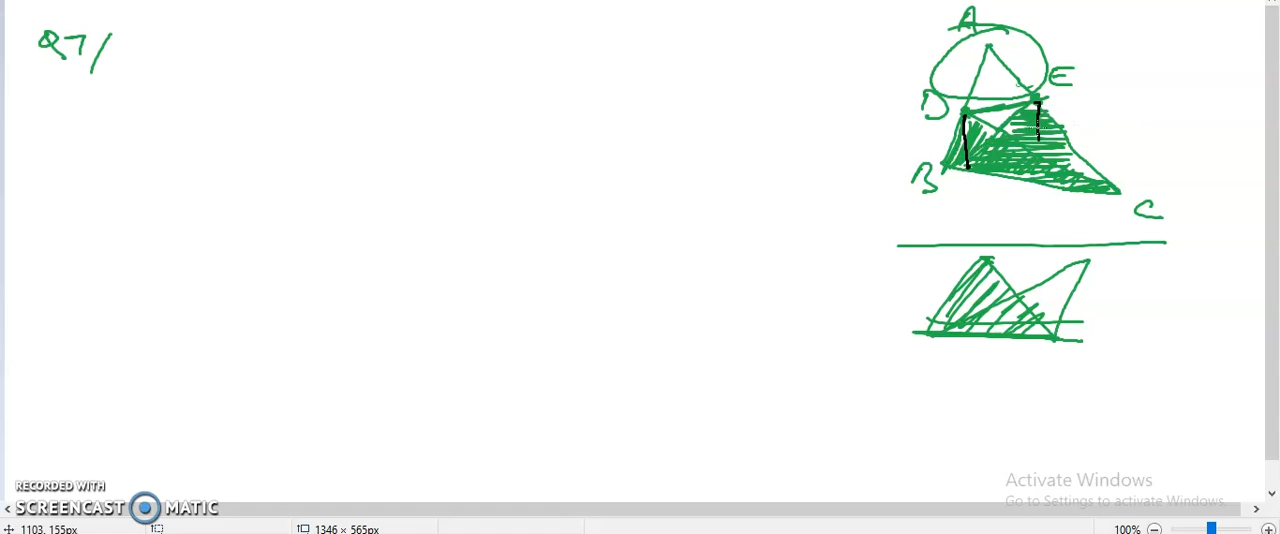 Q7/
A
E
D
B
C
Activate Windows
Go to Settings to activate Windows.
RECORDED WITH
SCREENCAST MATIC
1103, 155px
1346 × 565px
100%